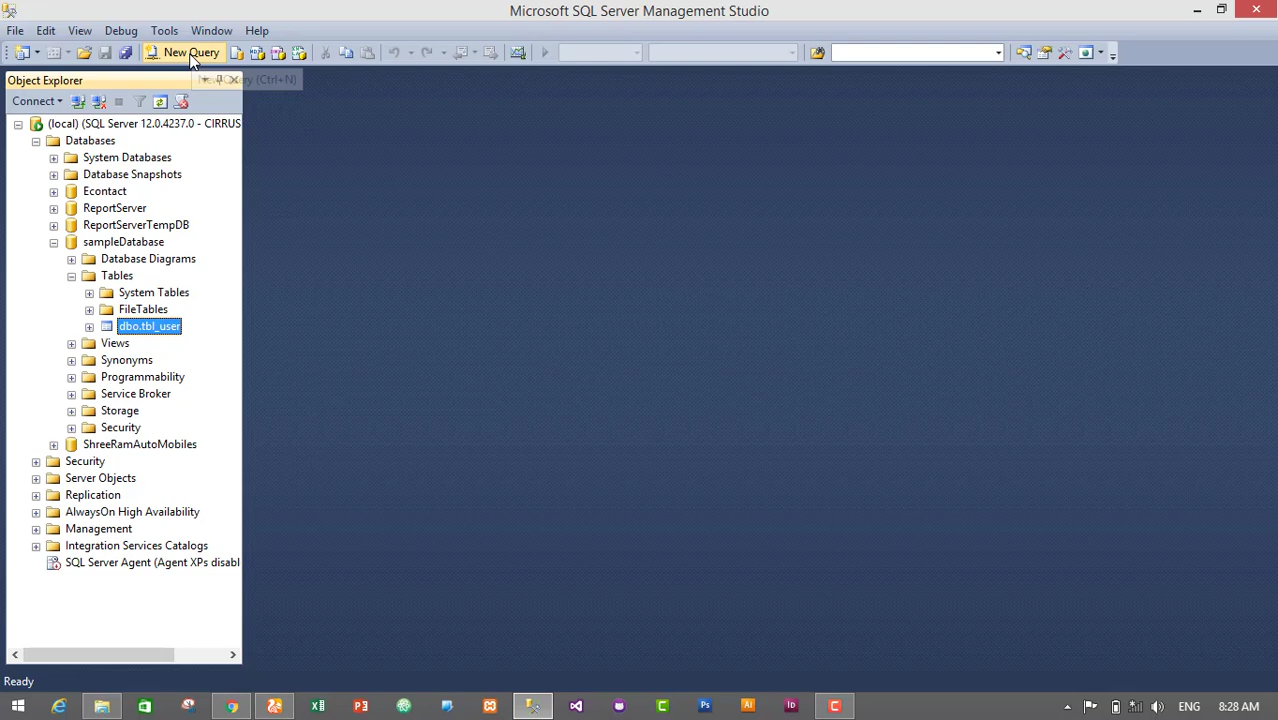 Microsoft SQL Server Management Studio
File Edit View Debug Tools Window Help
New Query
Object Explorer
(Ctrl+N)
Connect
(local) (SQL Server 12.0.4237.0 - CIRRUS
Databases
System Databases
Database Snapshots
Econtact
ReportServer
ReportServerTempDB
sampleDatabase
Database Diagrams
Tables
System Tables
FileTables
dbo.tbl_user
Views
Synonyms
Programmability
Service Broker
Storage
Security
ShreeRamAutoMobiles
Security
Server Objects
Replication
AlwaysOn High Availability
Management
Integration Services Catalogs
SQL Server Agent (Agent XPs disabl
Ready
ENG 8:28 AM